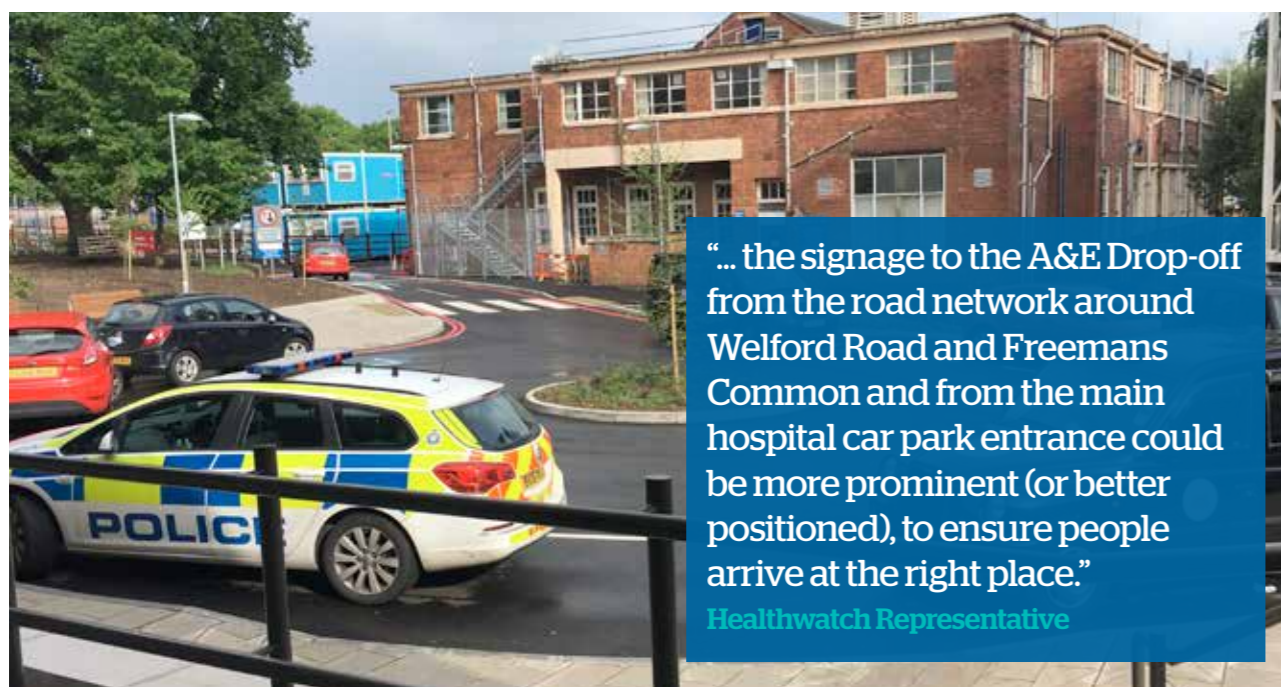 “... the signage to the A&E Drop-off
from the road network around
Welford Road and Freemans
Common and from the main
hospital car park entrance could
be more prominent (or better
positioned), to ensure people
arrive at the right place.”
Healthwatch Representative
POLICE